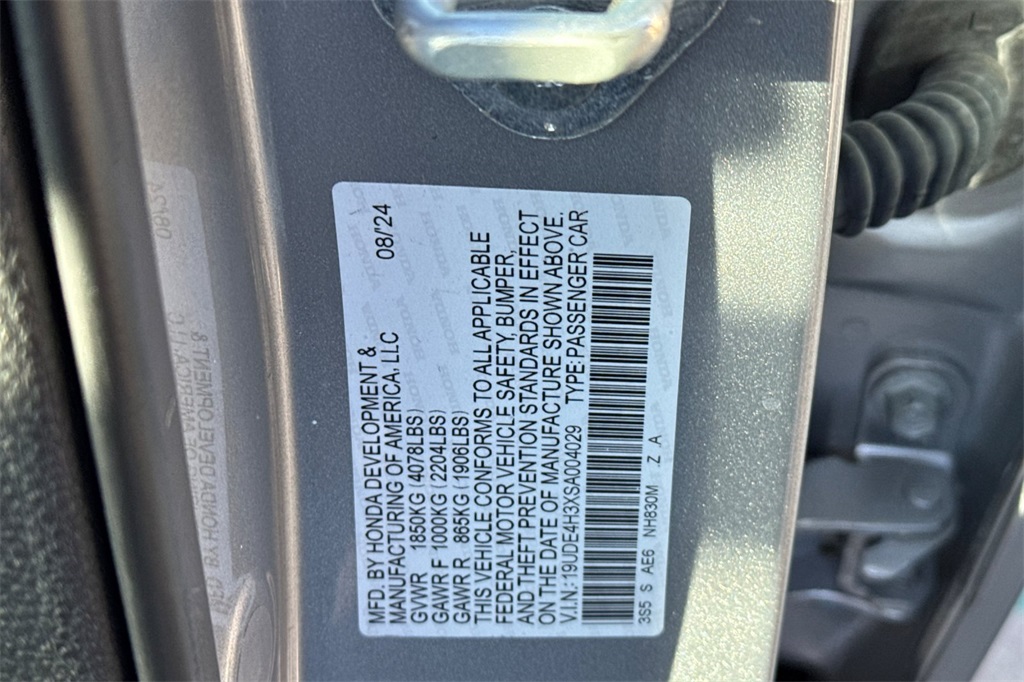 MFD. BY HONDA DEVELOPMENT & 08/'24
MANUFACTURING OF AMERICA, LLC
GVWR 1850KG (4078LBS)
GAWR F 1000KG (2204LBS)
GAWR R 865KG (1906LBS)
THIS VEHICLE CONFORMS TO ALL APPLICABLE
FEDERAL MOTOR VEHICLE SAFETY, BUMPER,
AND THEFT PREVENTION STANDARDS IN EFFECT
ON THE DATE OF MANUFACTURE SHOWN ABOVE.
V.I.N.: 19UDE4H3XSA004029 TYPE: PASSENGER CAR
3S5 S AE6 NH830M Z A